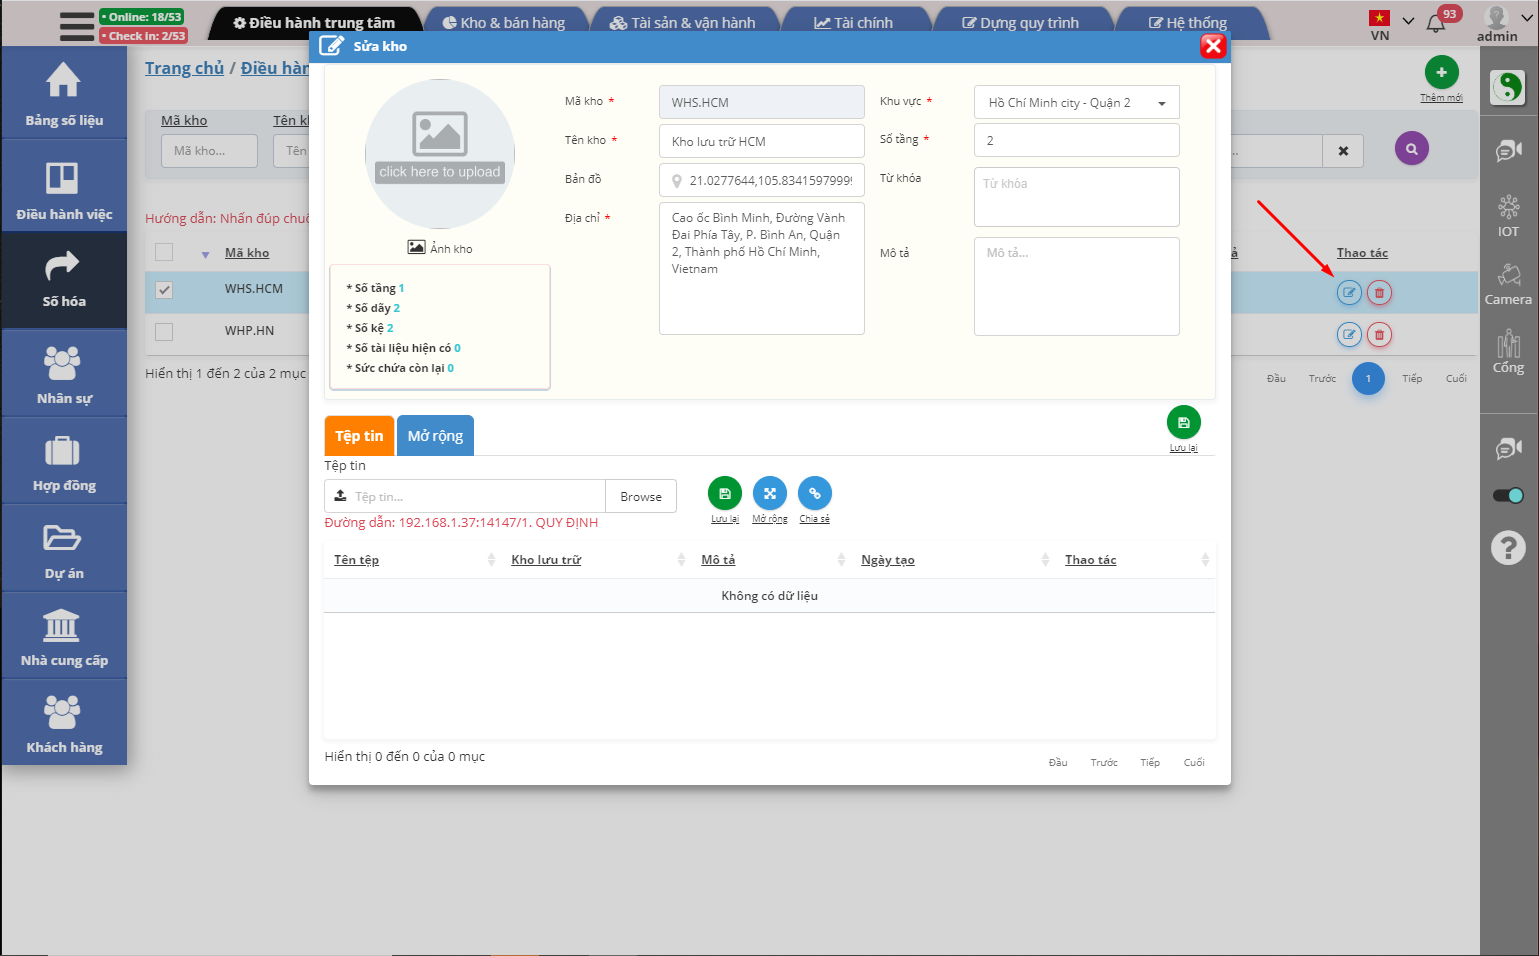 • Online: 18/53
• Check in: 2/53
Điều hành trung tâm
Kho & bán hàng
Tài sản & vận hành
Tài chính
Dựng quy trình
Hệ thống
VN
93
admin
Bảng số liệu
Điều hành việc
Số hóa
Nhân sự
Hợp đồng
Dự án
Nhà cung cấp
Khách hàng
Trang chủ / Điều hàn
Mã kho
Tên k
Mã kho...
Tên
Thêm mới
Hướng dẫn: Nhấn đúp chu
Mã kho
Thao tác
WHS.HCM
WHP.HN
Hiển thị 1 đến 2 của 2 mục
Đầu
Trước
1
Tiếp
Cuối
IOT
Camera
Cổng
?
Sửa kho
click here to upload
Ảnh kho
* Số tầng 1
* Số dãy 2
* Số kệ 2
* Số tài liệu hiện có 0
* Sức chứa còn lại 0
Mã kho *
WHS.HCM
Khu vực *
Hồ Chí Minh city - Quận 2
Tên kho *
Kho lưu trữ HCM
Số tầng *
2
Bản đồ
21.0277644,105.8341597999
Từ khóa
Từ khóa
Địa chỉ *
Cao ốc Bình Minh, Đường Vành
Đai Phía Tây, P. Bình An, Quận
2, Thành phố Hồ Chí Minh,
Vietnam
Mô tả
Mô tả...
Tệp tin
Mở rộng
Lưu lại
Tệp tin
Tệp tin...
Browse
Lưu lại
Mở rộng
Chia sẻ
Đường dẫn: 192.168.1.37:14147/1. QUY ĐỊNH
Tên tệp
Kho lưu trữ
Mô tả
Ngày tạo
Thao tác
Không có dữ liệu
Hiển thị 0 đến 0 của 0 mục
Đầu
Trước
Tiếp
Cuối